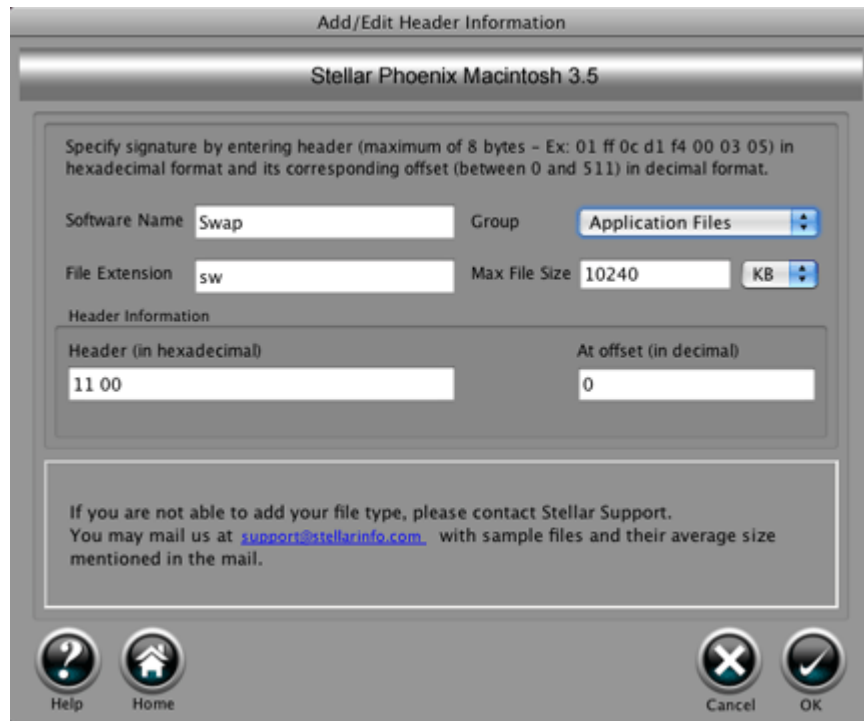 Add/Edit Header Information
Stellar Phoenix Macintosh 3.5
Specify signature by entering header (maximum of 8 bytes – Ex: 01 ff 0c d1 f4 00 03 05) in
hexadecimal format and its corresponding offset (between 0 and 511) in decimal format.
Software Name Swap Group Application Files
File Extension sw Max File Size 10240 KB
Header Information
Header (in hexadecimal) At offset (in decimal)
11 00 0
If you are not able to add your file type, please contact Stellar Support.
You may mail us at support@stellarinfo.com with sample files and their average size
mentioned in the mail.
Help Home Cancel OK